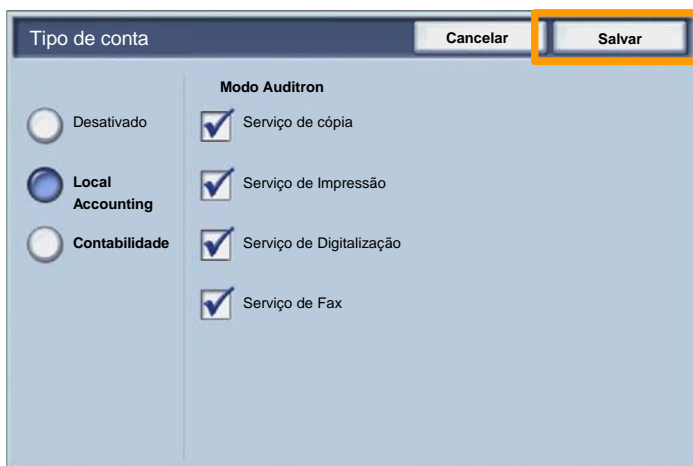 Tipo de conta
Cancelar
Salvar
Modo Auditron
Desativado
Local
Accounting
Contabilidade
Serviço de cópia
Serviço de Impressão
Serviço de Digitalização
Serviço de Fax